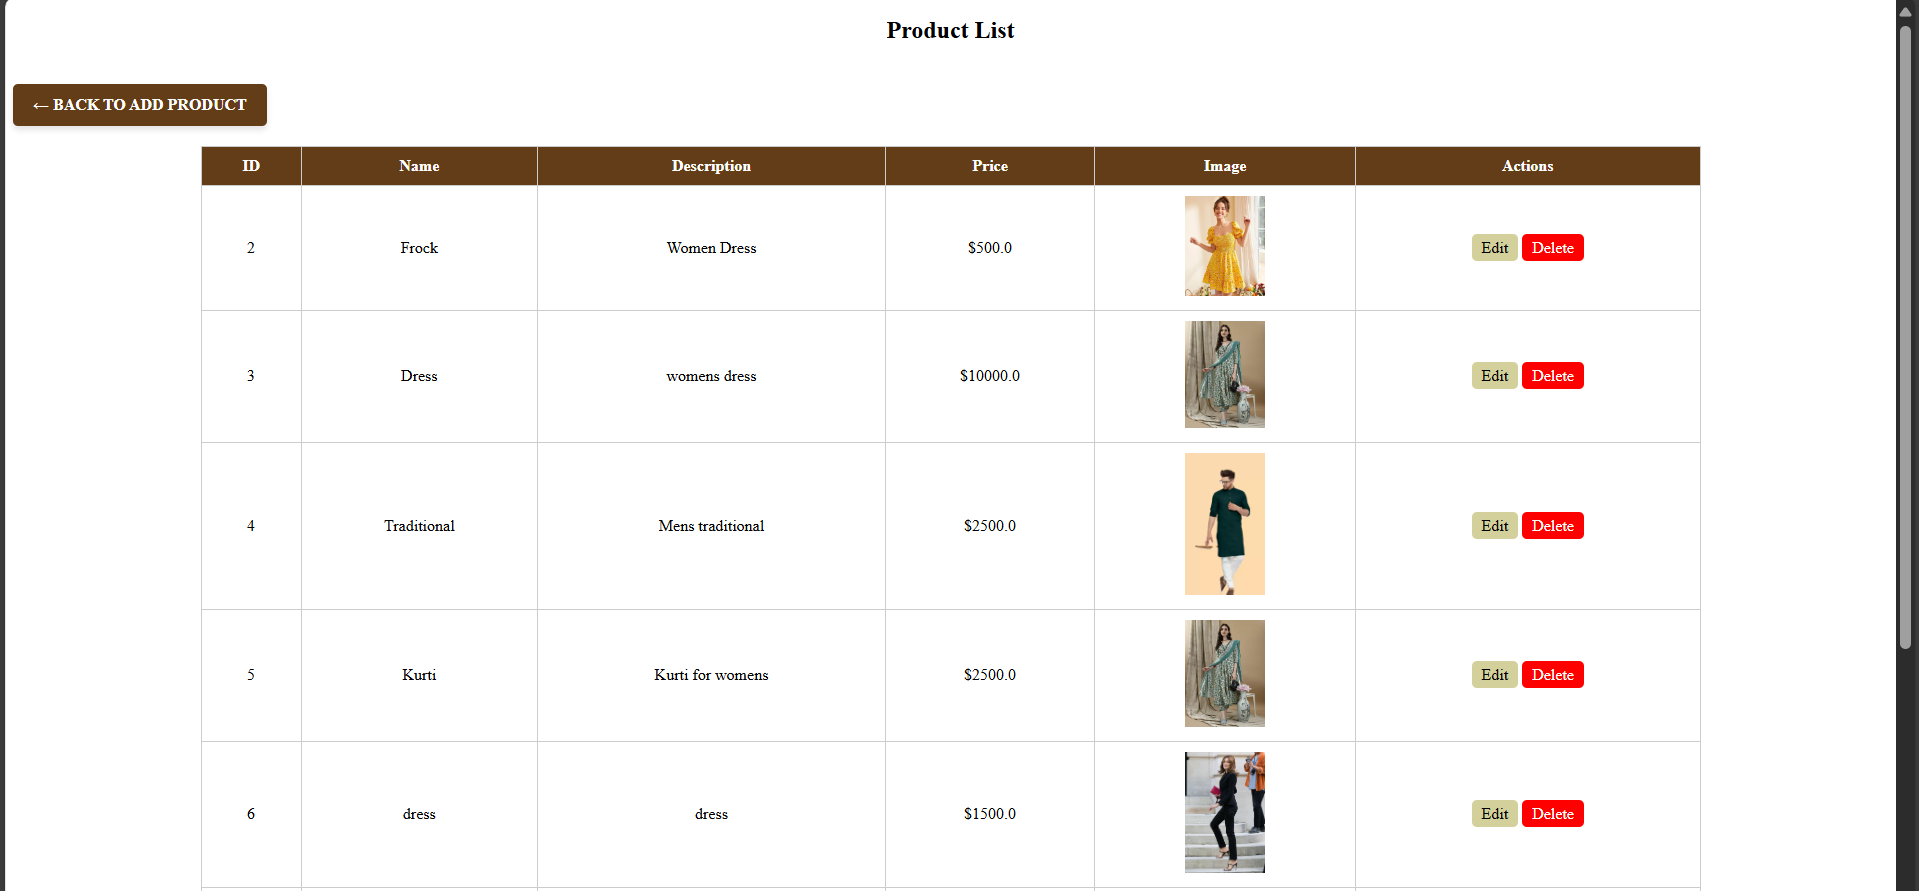 Product List
← BACK TO ADD PRODUCT
ID Name Description Price Image Actions
2 Frock Women Dress $500.0 Edit Delete
3 Dress womens dress $10000.0 Edit Delete
4 Traditional Mens traditional $2500.0 Edit Delete
5 Kurti Kurti for womens $2500.0 Edit Delete
6 dress dress $1500.0 Edit Delete